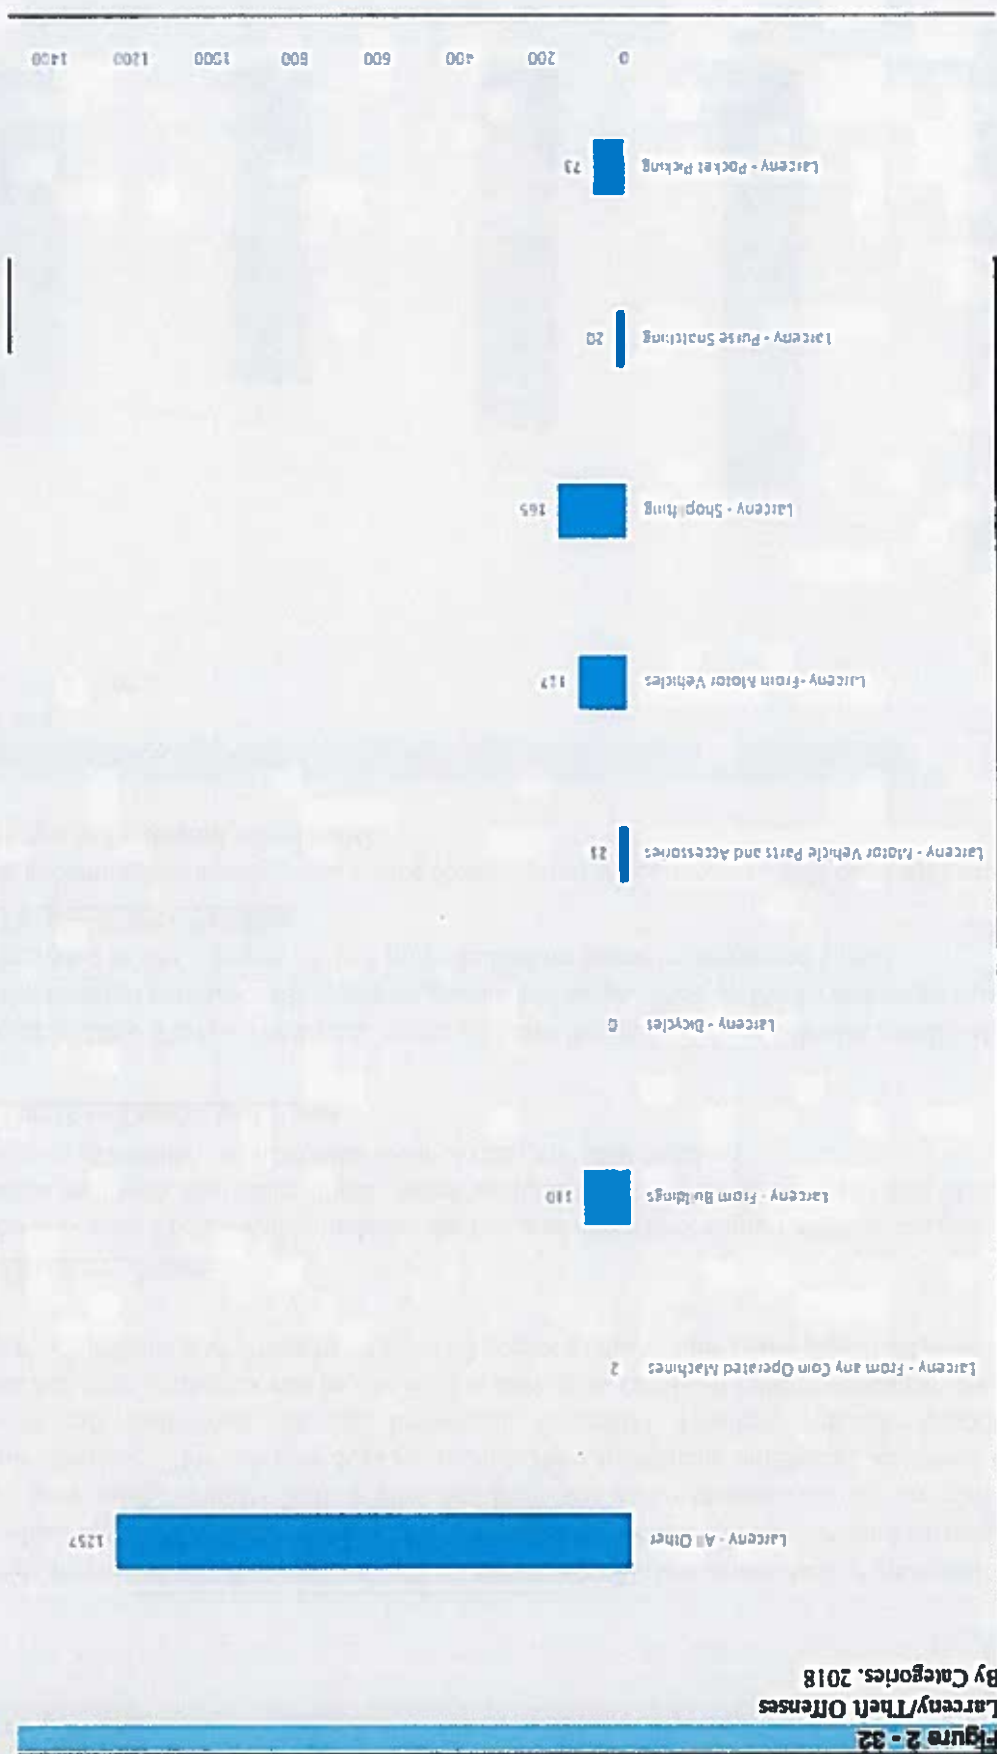 Figure 2 - 32
Larceny/Theft Offenses
By Categories. 2018
Larceny - All Other 1257
Larceny - From any Coin Operated Machines 2
Larceny - From Buildings 110
Larceny - Bicycles 0
Larceny - Motor Vehicle Parts and Accessories 21
Larceny -From Motor Vehicles 117
Larceny - Shoplifting 165
Larceny - Purse Snatching 20
Larceny - Pocket Picking 73
0 200 400 600 800 1000 1200 1400